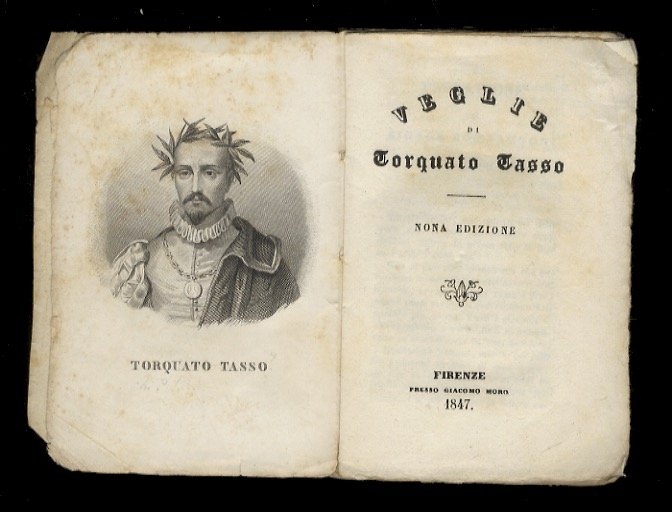 TORQUATO TASSO
VEGLIE
DI
Torquato Tasso
NONA EDIZIONE
FIRENZE
PRESSO GIACOMO MORO
1847.